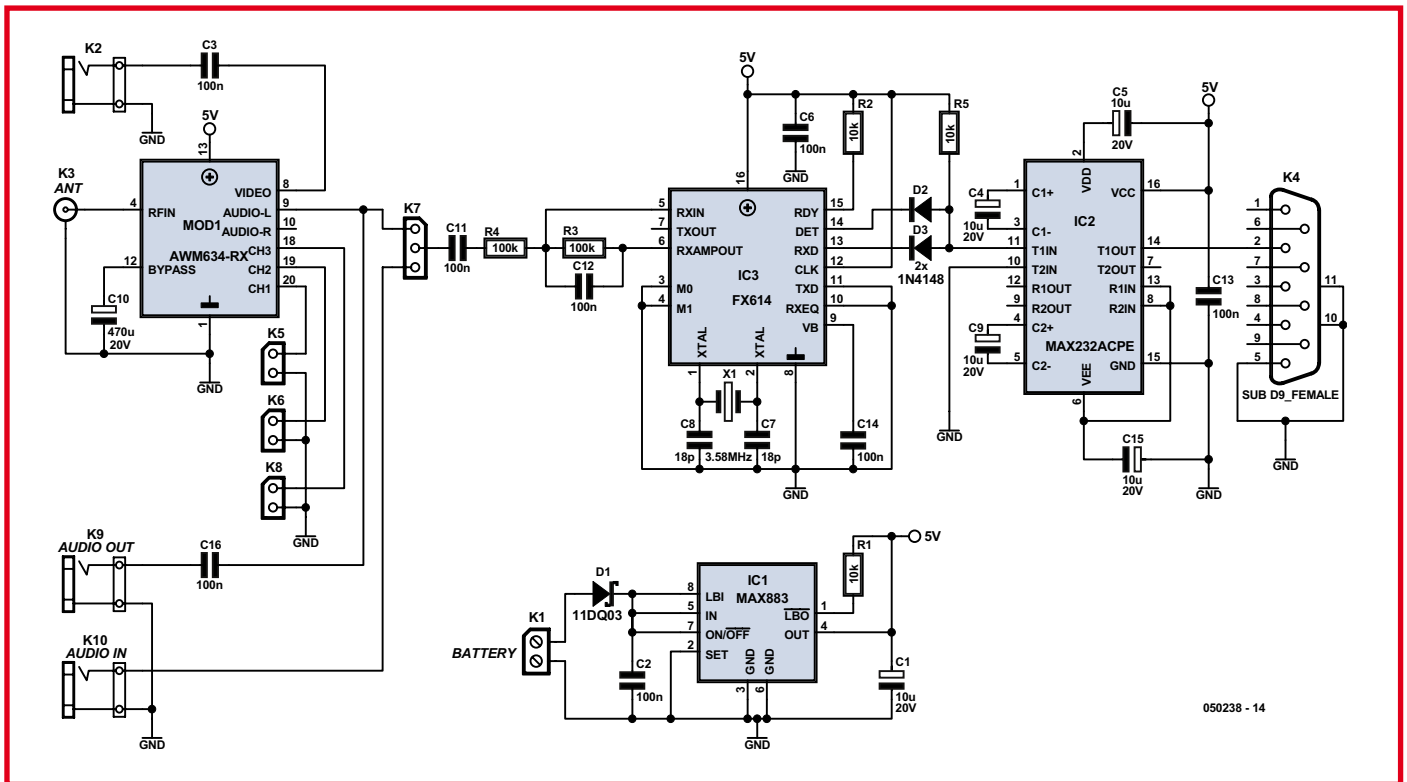 K2
C3
100n
GND
5V
13
K3
ANT
4
RFIN
MOD1
AWM634-RX
12
BYPASS
VIDEO
8
AUDIO-L
9
AUDIO-R
10
CH3
18
CH2
19
CH1
20
1
C10
470u
20V
GND
K5
K6
K8
GND
K7
C11
100n
R4
100k
R3
100k
C12
100n
K9
AUDIO OUT
C16
100n
K10
AUDIO IN
GND
5V
C6
100n
GND
R2
10k
R5
10k
16
5
RXIN
7
TXOUT
6
RXAMPOUT
3
M0
4
M1
IC3
FX614
RDY
15
DET
14
RXD
13
CLK
12
TXD
11
RXEQ
10
VB
9
XTAL
XTAL
1
2
8
X1
C8
18p
3.58MHz
C7
18p
C14
100n
GND
D2
D3
2x
1N4148
GND
C5
10u
20V
5V
C4
10u
20V
2
VDD
1
C1+
3
C1-
11
T1IN
10
T2IN
12
R1OUT
9
R2OUT
4
C2+
5
C2-
IC2
MAX232ACPE
VCC
16
T1OUT
14
T2OUT
7
R1IN
13
R2IN
8
GND
15
VEE
6
C9
10u
20V
C13
100n
C15
10u
20V
GND
K4
1
6
2
7
3
8
4
9
5
11
10
SUB D9_FEMALE
GND
K1
BATTERY
D1
11DQ03
C2
100n
IC1
MAX883
8
LBI
5
IN
7
ON/OFF
2
SET
GND
GND
3
6
LBO
1
OUT
4
R1
10k
5V
C1
10u
20V
GND
050238 - 14